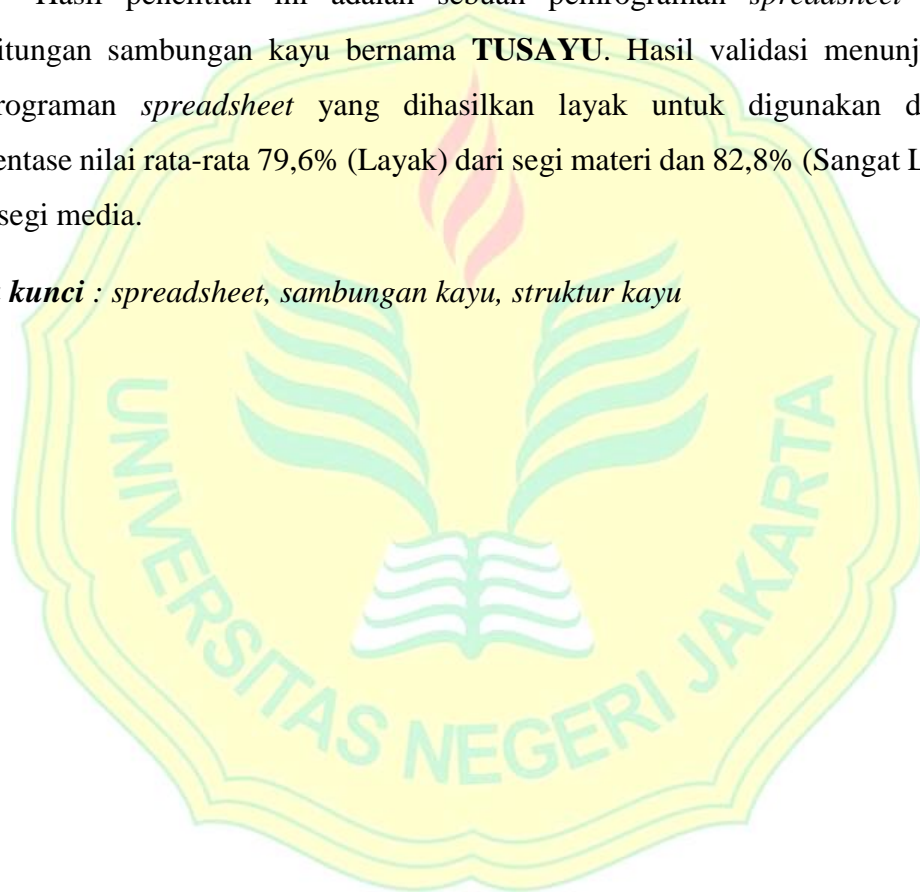 Hasil penelitian ini adalah sebuah pemrograman spreadsheet
itungan sambungan kayu bernama TUSAYU. Hasil validasi menunj
rograman spreadsheet yang dihasilkan layak untuk digunakan d
entase nilai rata-rata 79,6% (Layak) dari segi materi dan 82,8% (Sangat L
segi media.
kunci : spreadsheet, sambungan kayu, struktur kayu
UNIVERSITAS NEGERI JAKARTA